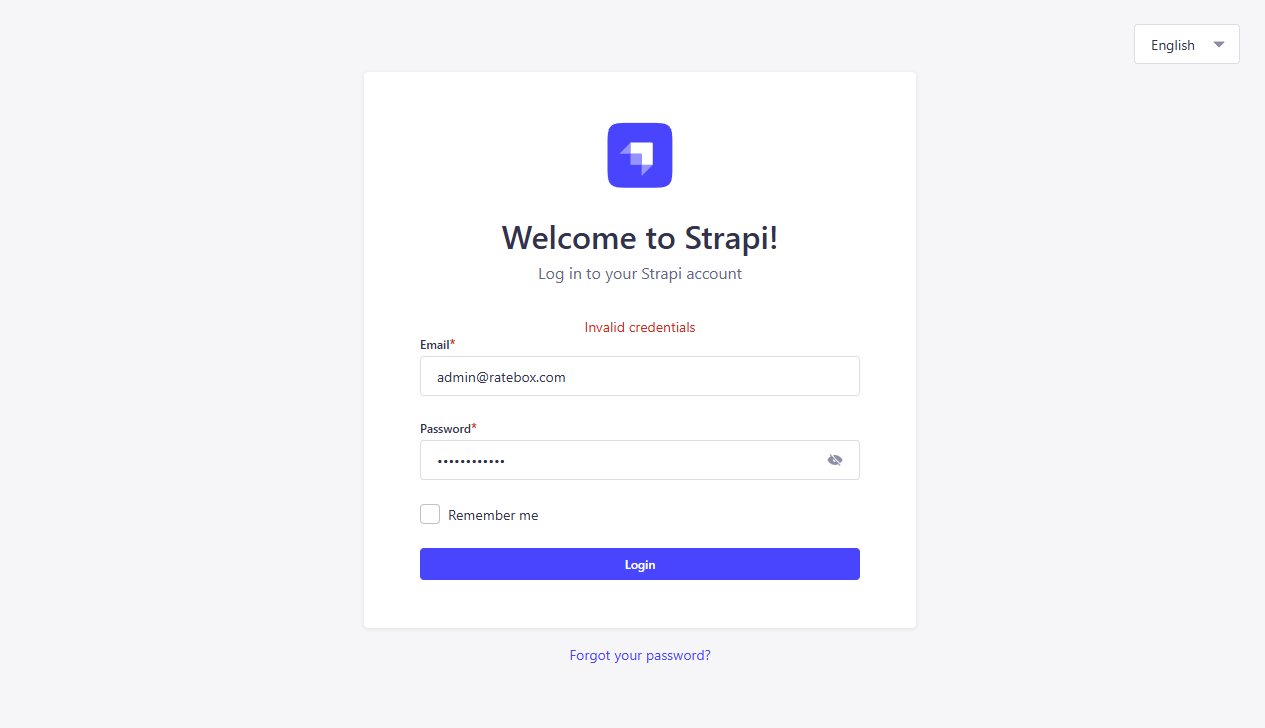 English
Welcome to Strapi!
Log in to your Strapi account
Invalid credentials
Email*
admin@ratebox.com
Password*
••••••••••••
Remember me
Login
Forgot your password?